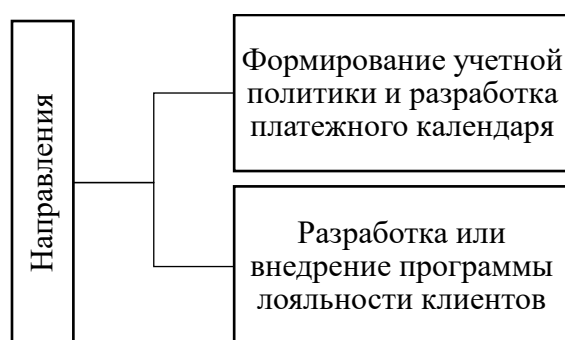 Направления
Формирование учетной
политики и разработка
платежного календаря
Разработка или
внедрение программы
лояльности клиентов